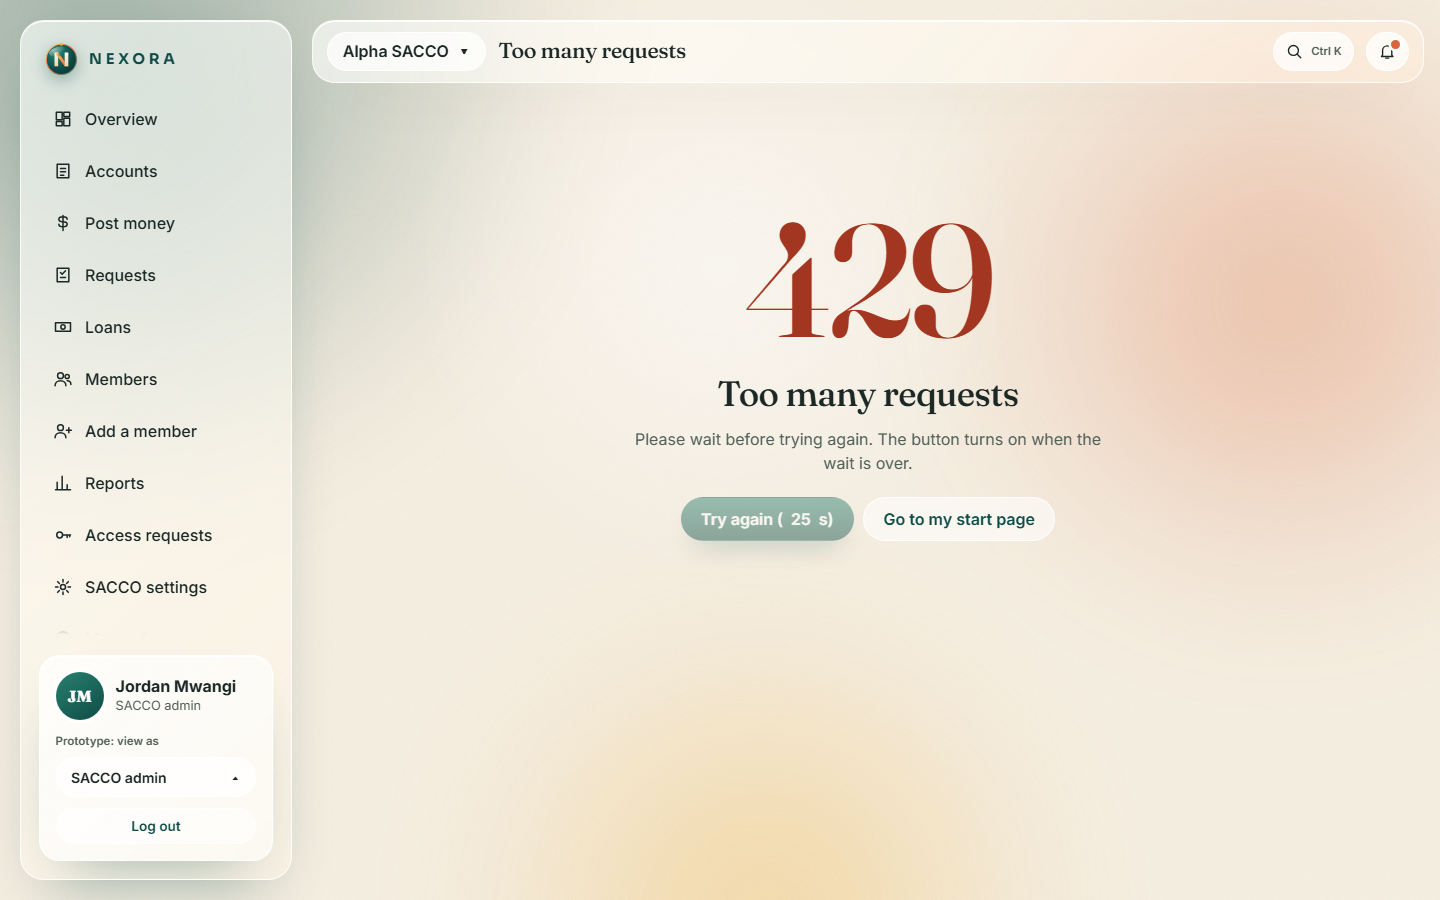 NEXORA
Overview
Accounts
Post money
Requests
Loans
Members
Add a member
Reports
Access requests
SACCO settings
JM
Jordan Mwangi
SACCO admin
Prototype: view as
SACCO admin
Log out
Alpha SACCO
Too many requests
Ctrl K
429
Too many requests
Please wait before trying again. The button turns on when the
wait is over.
Try again ( 25 s)
Go to my start page